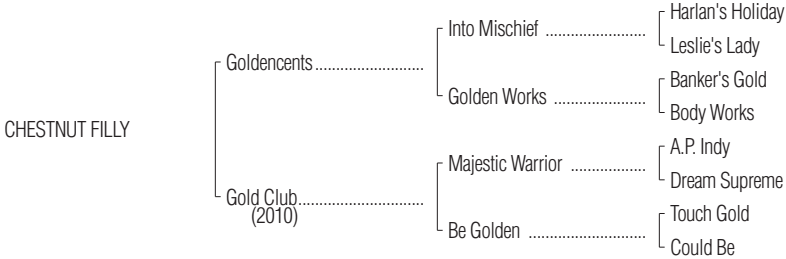 Harlan's Holiday
Into Mischief ........................
Leslie's Lady
Goldencents..........................
Banker's Gold
Golden Works ......................
Body Works
CHESTNUT FILLY
A.P. Indy
Majestic Warrior ..................
Dream Supreme
Gold Club..............................
(2010)
Touch Gold
Be Golden ............................
Could Be